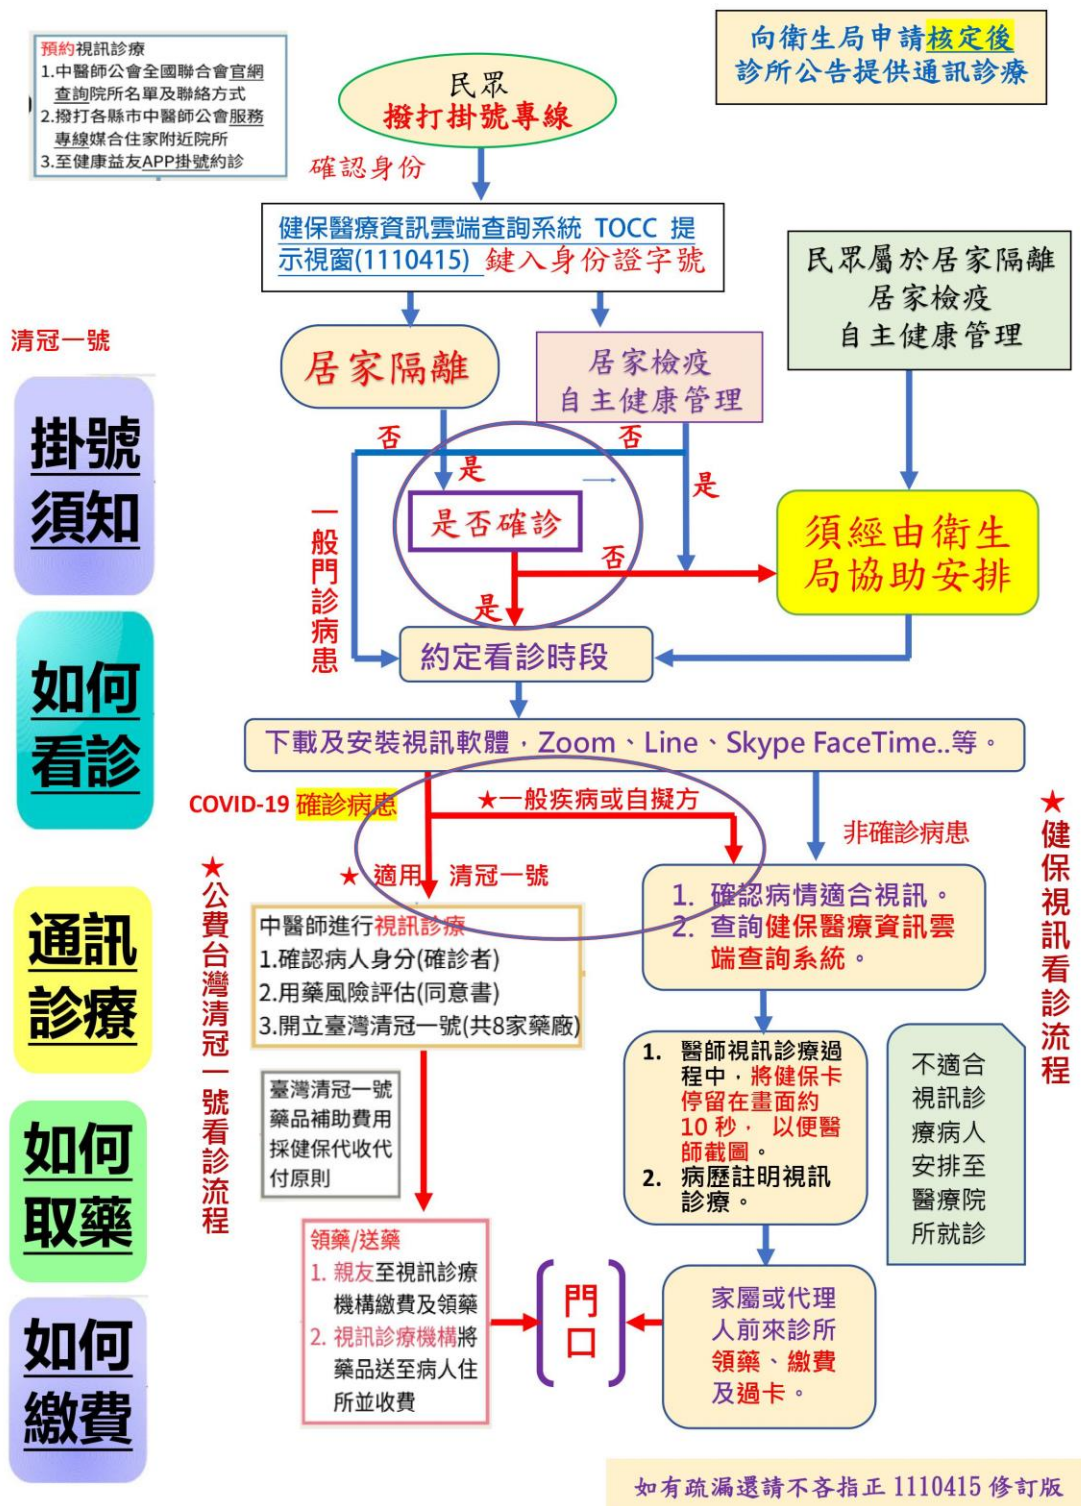 預約視訊診療
1.中醫師公會全國聯合會官網
查詢院所名單及聯絡方式
2.撥打各縣市中醫師公會服務
專線媒合住家附近院所
3.至健康益友APP掛號約診
民眾
撥打掛號專線
向衛生局申請核定後
診所公告提供通訊診療
確認身份
健保醫療資訊雲端查詢系統 TOCC 提
示視窗(1110415) 鍵入身份證字號
民眾屬於居家隔離
居家檢疫
自主健康管理
清冠一號
掛號
須知
居家隔離
居家檢疫
自主健康管理
否
否
是
是
是否確診
否
是
一般門診病患
須經由衛生
局協助安排
約定看診時段
如何
看診
下載及安裝視訊軟體，Zoom、Line、Skype FaceTime..等。
COVID-19 確診病患
★一般疾病或自擬方
非確診病患
★ 適用 清冠一號
★公費台灣清冠一號看診流程
★健保視訊看診流程
通訊
診療
中醫師進行視訊診療
1.確認病人身分(確診者)
2.用藥風險評估(同意書)
3.開立臺灣清冠一號(共8家藥廠)
1. 確認病情適合視訊。
2. 查詢健保醫療資訊雲
端查詢系統。
臺灣清冠一號
藥品補助費用
採健保代收代
付原則
1. 醫師視訊診療過
程中，將健保卡
停留在畫面約
10 秒， 以便醫
師截圖。
2. 病歷註明視訊
診療。
不適合
視訊診
療病人
安排至
醫療院
所就診
如何
取藥
領藥/送藥
1. 親友至視訊診療
機構繳費及領藥
2. 視訊診療機構將
藥品送至病人住
所並收費
門
口
家屬或代理
人前來診所
領藥、繳費
及過卡。
如何
繳費
如有疏漏還請不吝指正 1110415 修訂版